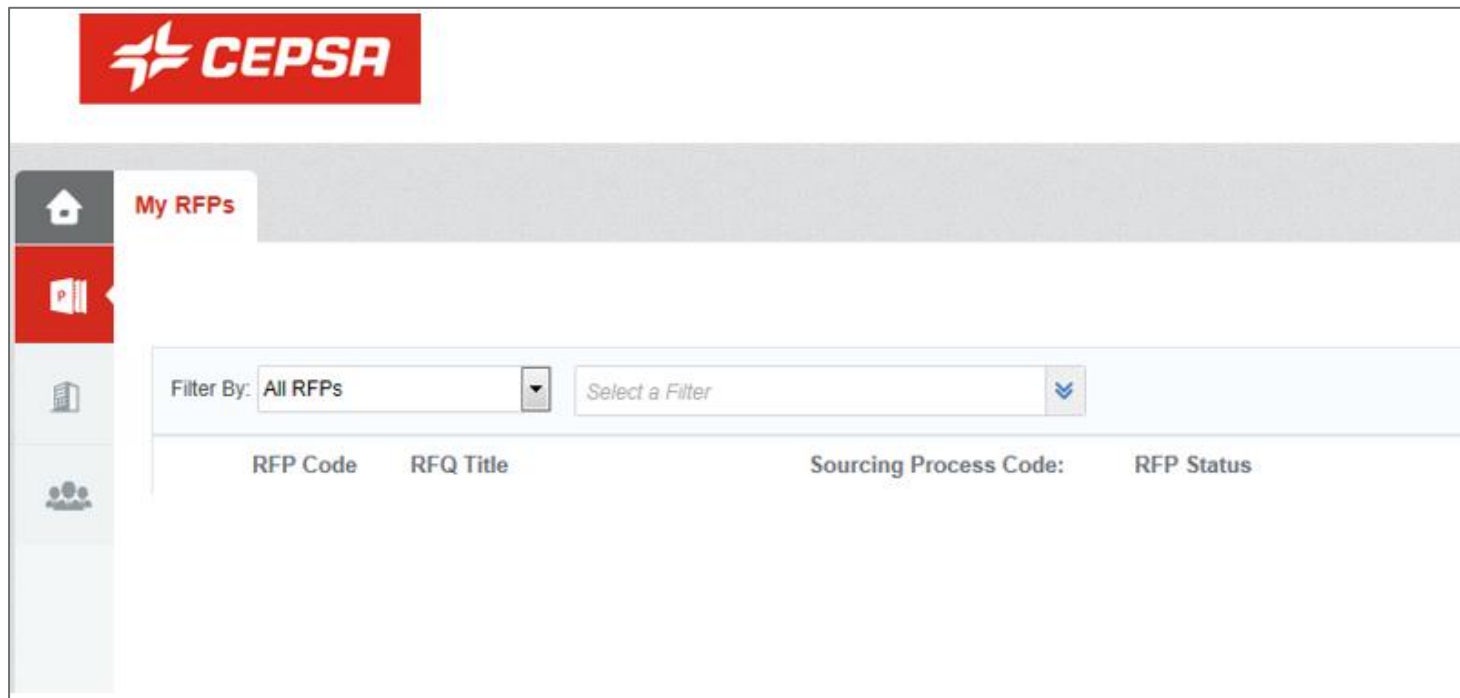 CEPSA
My RFPs
P
Filter By: All RFPs Select a Filter
RFP Code RFQ Title Sourcing Process Code: RFP Status